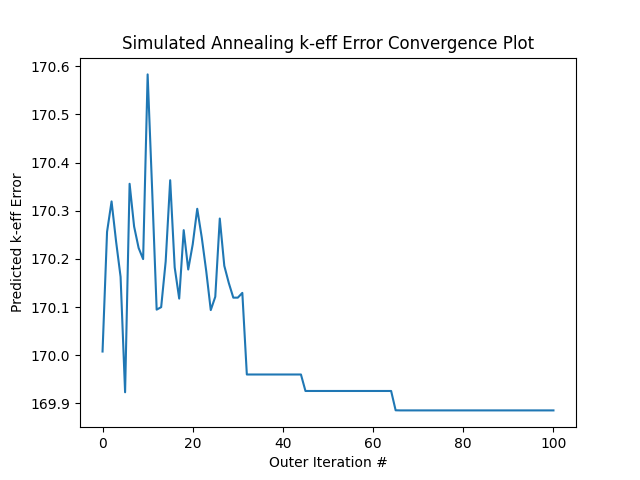 Simulated Annealing k-eff Error Convergence Plot
170.6
170.5
170.4
170.3
170.2
170.1
170.0
169.9
Predicted k-eff Error
0 20 40 60 80 100
Outer Iteration #